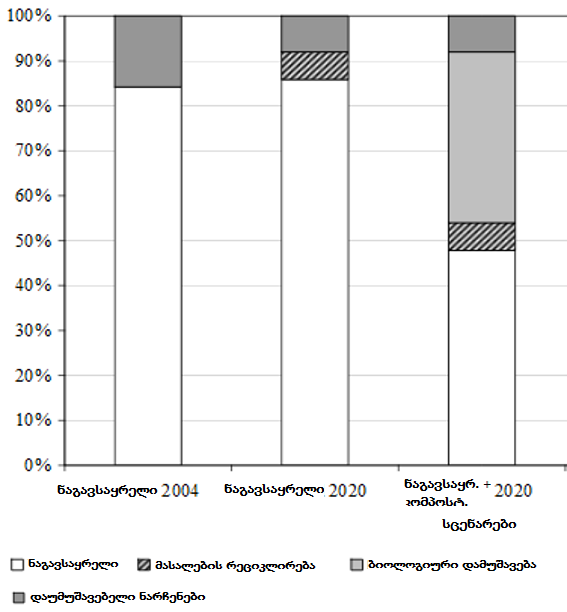 100%
90%
80%
70%
60%
50%
40%
30%
20%
10%
0%
ნაგავსაყრელი 2004
ნაგავსაყრელი 2020
ნაგავსაყრ. + 2020
კომპოსტ.
სცენარები
ნაგავსაყრელი
მასალების რეციკლირება
ბიოლოგიური დამუშავება
დაუმუშავებელი ნარჩენები